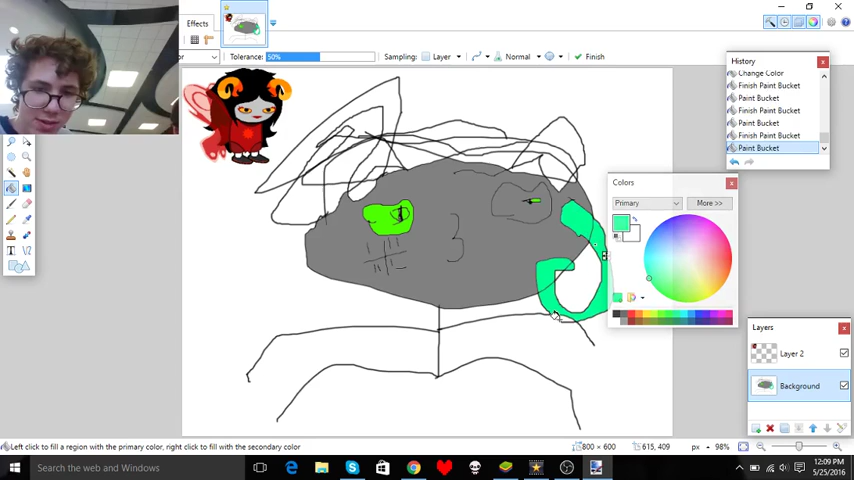 Effects
Tolerance: 50%
Sampling: Layer
Normal
Finish
History
Change Color
Finish Paint Bucket
Paint Bucket
Finish Paint Bucket
Paint Bucket
Finish Paint Bucket
Paint Bucket
Colors
Primary
More >>
3
Layers
Layer 2
Background
Left click to fill a region with the primary color, right click to fill with the secondary color
800 × 600
615, 409
px
98%
Search the web and Windows
12:09 PM
5/25/2016